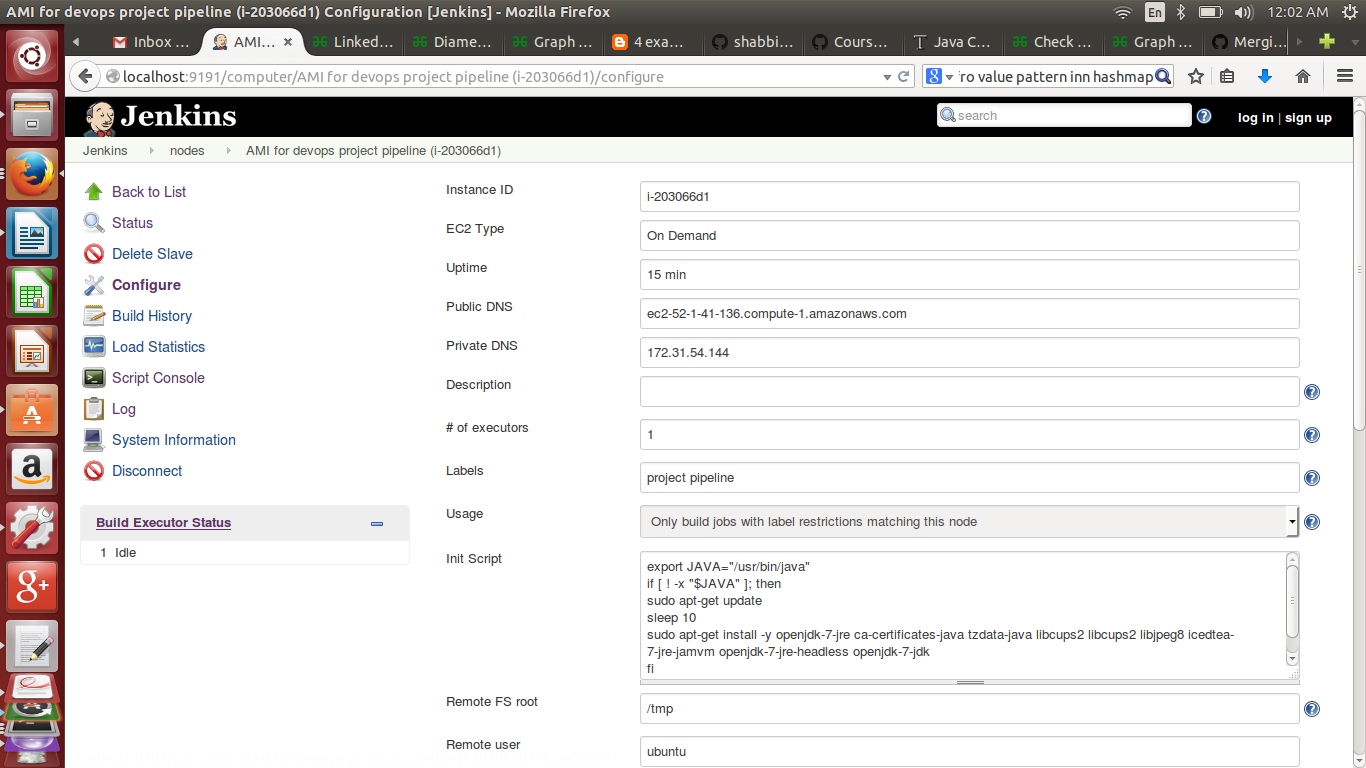 AMI for devops project pipeline (i-203066d1) Configuration [Jenkins] - Mozilla Firefox
En
12:02 AM
Inbox ...
AMI...
Linked...
Diame...
Graph ...
4 exa...
shabbi...
Cours...
Java C...
Check ...
Graph ...
Mergi...
localhost:9191/computer/AMI for devops project pipeline (i-203066d1)/configure
ro value pattern inn hashmap
Jenkins
search
log in | sign up
Jenkins
nodes
AMI for devops project pipeline (i-203066d1)
Back to List
Status
Delete Slave
Configure
Build History
Load Statistics
Script Console
Log
System Information
Disconnect
Build Executor Status
1 Idle
Instance ID
i-203066d1
EC2 Type
On Demand
Uptime
15 min
Public DNS
ec2-52-1-41-136.compute-1.amazonaws.com
Private DNS
172.31.54.144
Description
# of executors
1
Labels
project pipeline
Usage
Only build jobs with label restrictions matching this node
Init Script
export JAVA="/usr/bin/java"
if [ ! -x "$JAVA" ]; then
sudo apt-get update
sleep 10
sudo apt-get install -y openjdk-7-jre ca-certificates-java tzdata-java libcups2 libcups2 libjpeg8 icedtea-
7-jre-jamvm openjdk-7-jre-headless openjdk-7-jdk
fi
Remote FS root
/tmp
Remote user
ubuntu